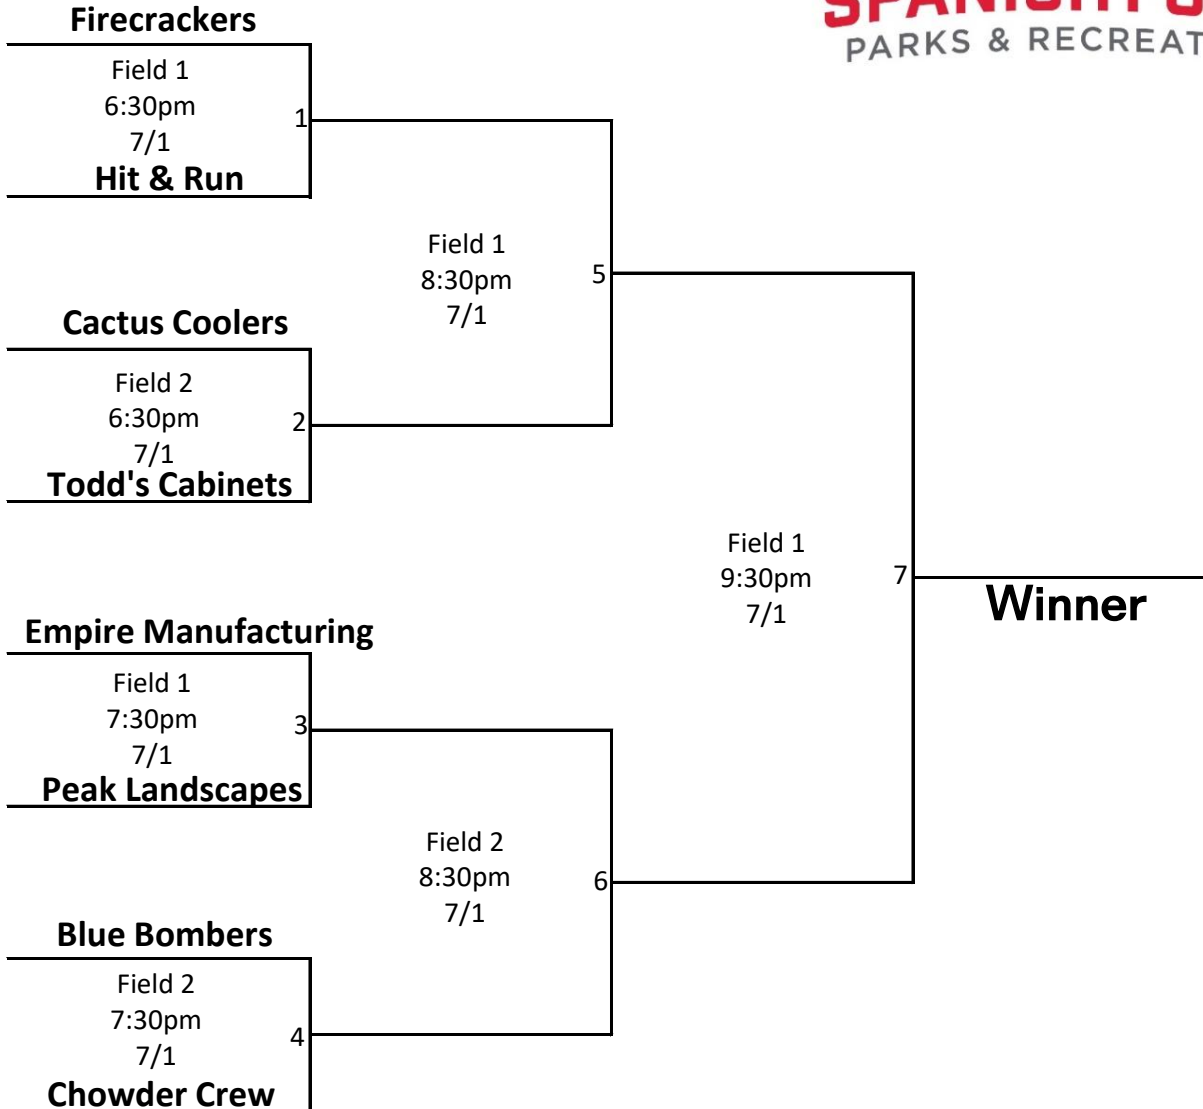 Firecrackers
PARKS & RECREAT
Field 1
6:30pm
1
7/1
Hit & Run
Field 1
8:30pm
5
7/1
Cactus Coolers
Field 2
6:30pm
2
7/1
Todd's Cabinets
Field 1
9:30pm
7
7/1
Winner
Empire Manufacturing
Field 1
7:30pm
3
7/1
Peak Landscapes
Field 2
8:30pm
6
7/1
Blue Bombers
Field 2
7:30pm
4
7/1
Chowder Crew